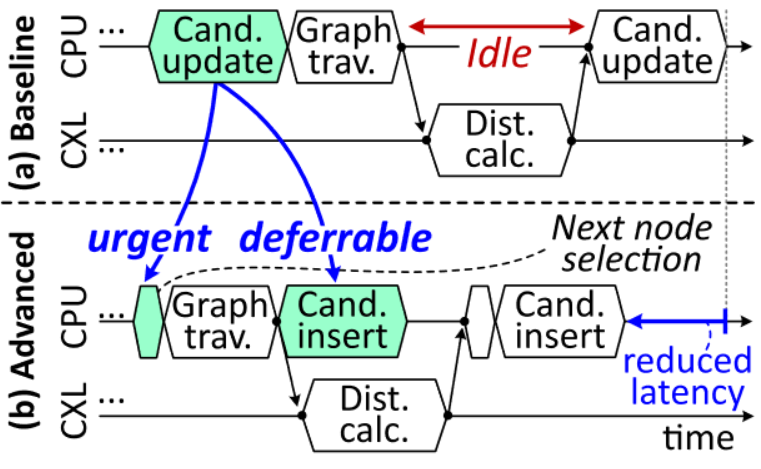 (a) Baseline
CPU
...
Cand.
update
Graph
trav.
Idle
Cand.
update
CXL
...
Dist.
calc.
urgent
deferrable
Next node
selection
(b) Advanced
CPU
...
Graph
trav.
Cand.
insert
Cand.
insert
reduced
latency
CXL
...
Dist.
calc.
time